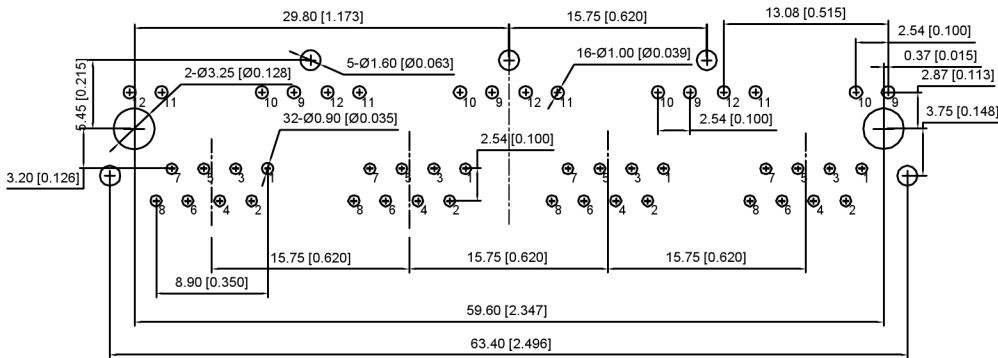 29.80 [1.173]
15.75 [0.620]
13.08 [0.515]
2.54 [0.100]
0.37 [0.015]
2.87 [0.113]
3.75 [0.148]
5-Ø1.60 [Ø0.063]
16-Ø1.00 [Ø0.039]
2-Ø3.25 [Ø0.128]
5.45 [0.215]
32-Ø0.90 [Ø0.035]
2.54 [0.100]
2.54 [0.100]
3.20 [0.126]
2 11 10 9 12 11 10 9 12 11 10 9 12 11 10 9
7 5 3 1 7 5 3 1 7 5 3 1 7 5 3 1
8 6 4 2 8 6 4 2 8 6 4 2 8 6 4 2
15.75 [0.620]
15.75 [0.620]
15.75 [0.620]
8.90 [0.350]
59.60 [2.347]
63.40 [2.496]